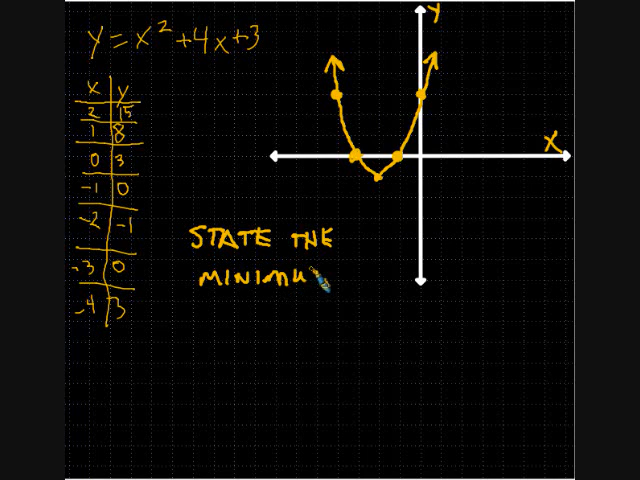 y = x² + 4x + 3
y
x y
2 15
1 8
0 3
-1 0
-2 -1
-3 0
-4 3
x
STATE THE
MINIMU